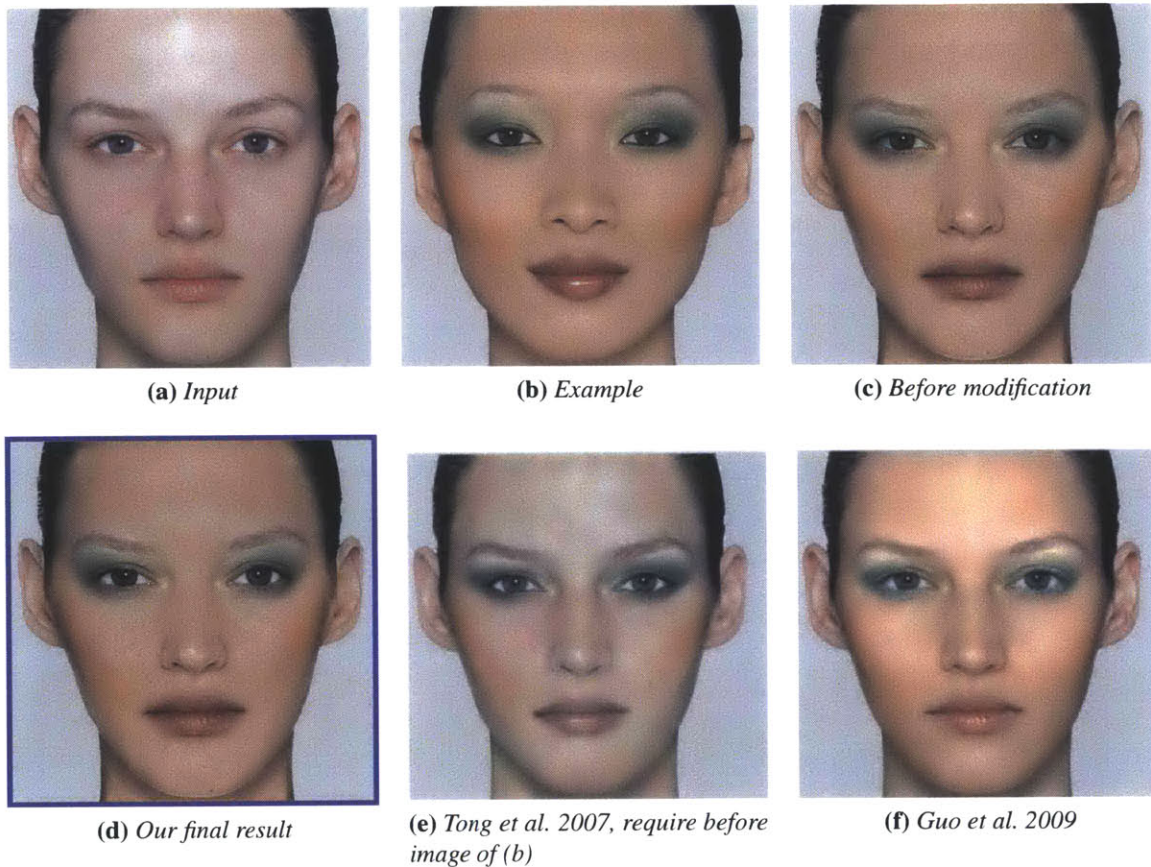 (a) Input
(b) Example
(c) Before modification
(d) Our final result
(e) Tong et al. 2007, require before
image of (b)
(f) Guo et al. 2009